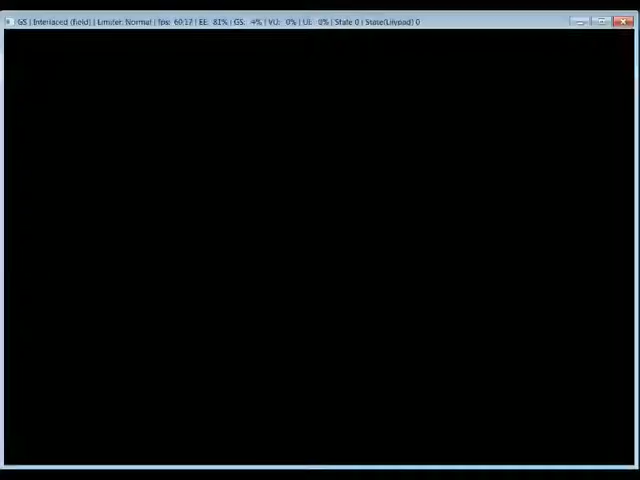 GS | Interlaced (field) | Limiter: Normal | fps: 60.17 | EE: 81% | GS: 4% | VU: 0% | UI: 0% | State 0 | State(Lilypad) 0